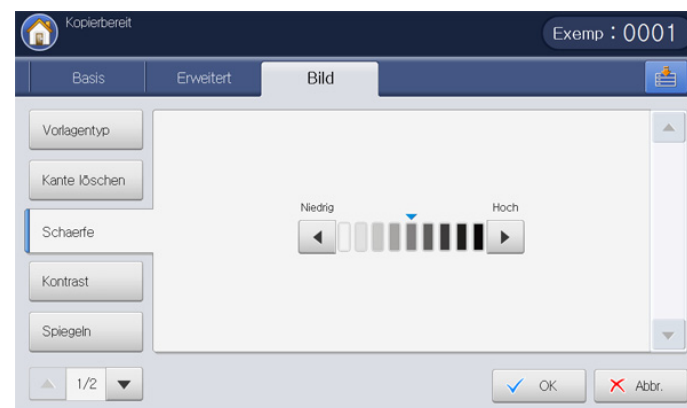 Kopierbereit
Exemp : 0001
Basis
Erweitert
Bild
Vorlagentyp
Kante löschen
Schaerfe
Kontrast
Spiegeln
Niedrig
Hoch
1/2
OK
Abbr.